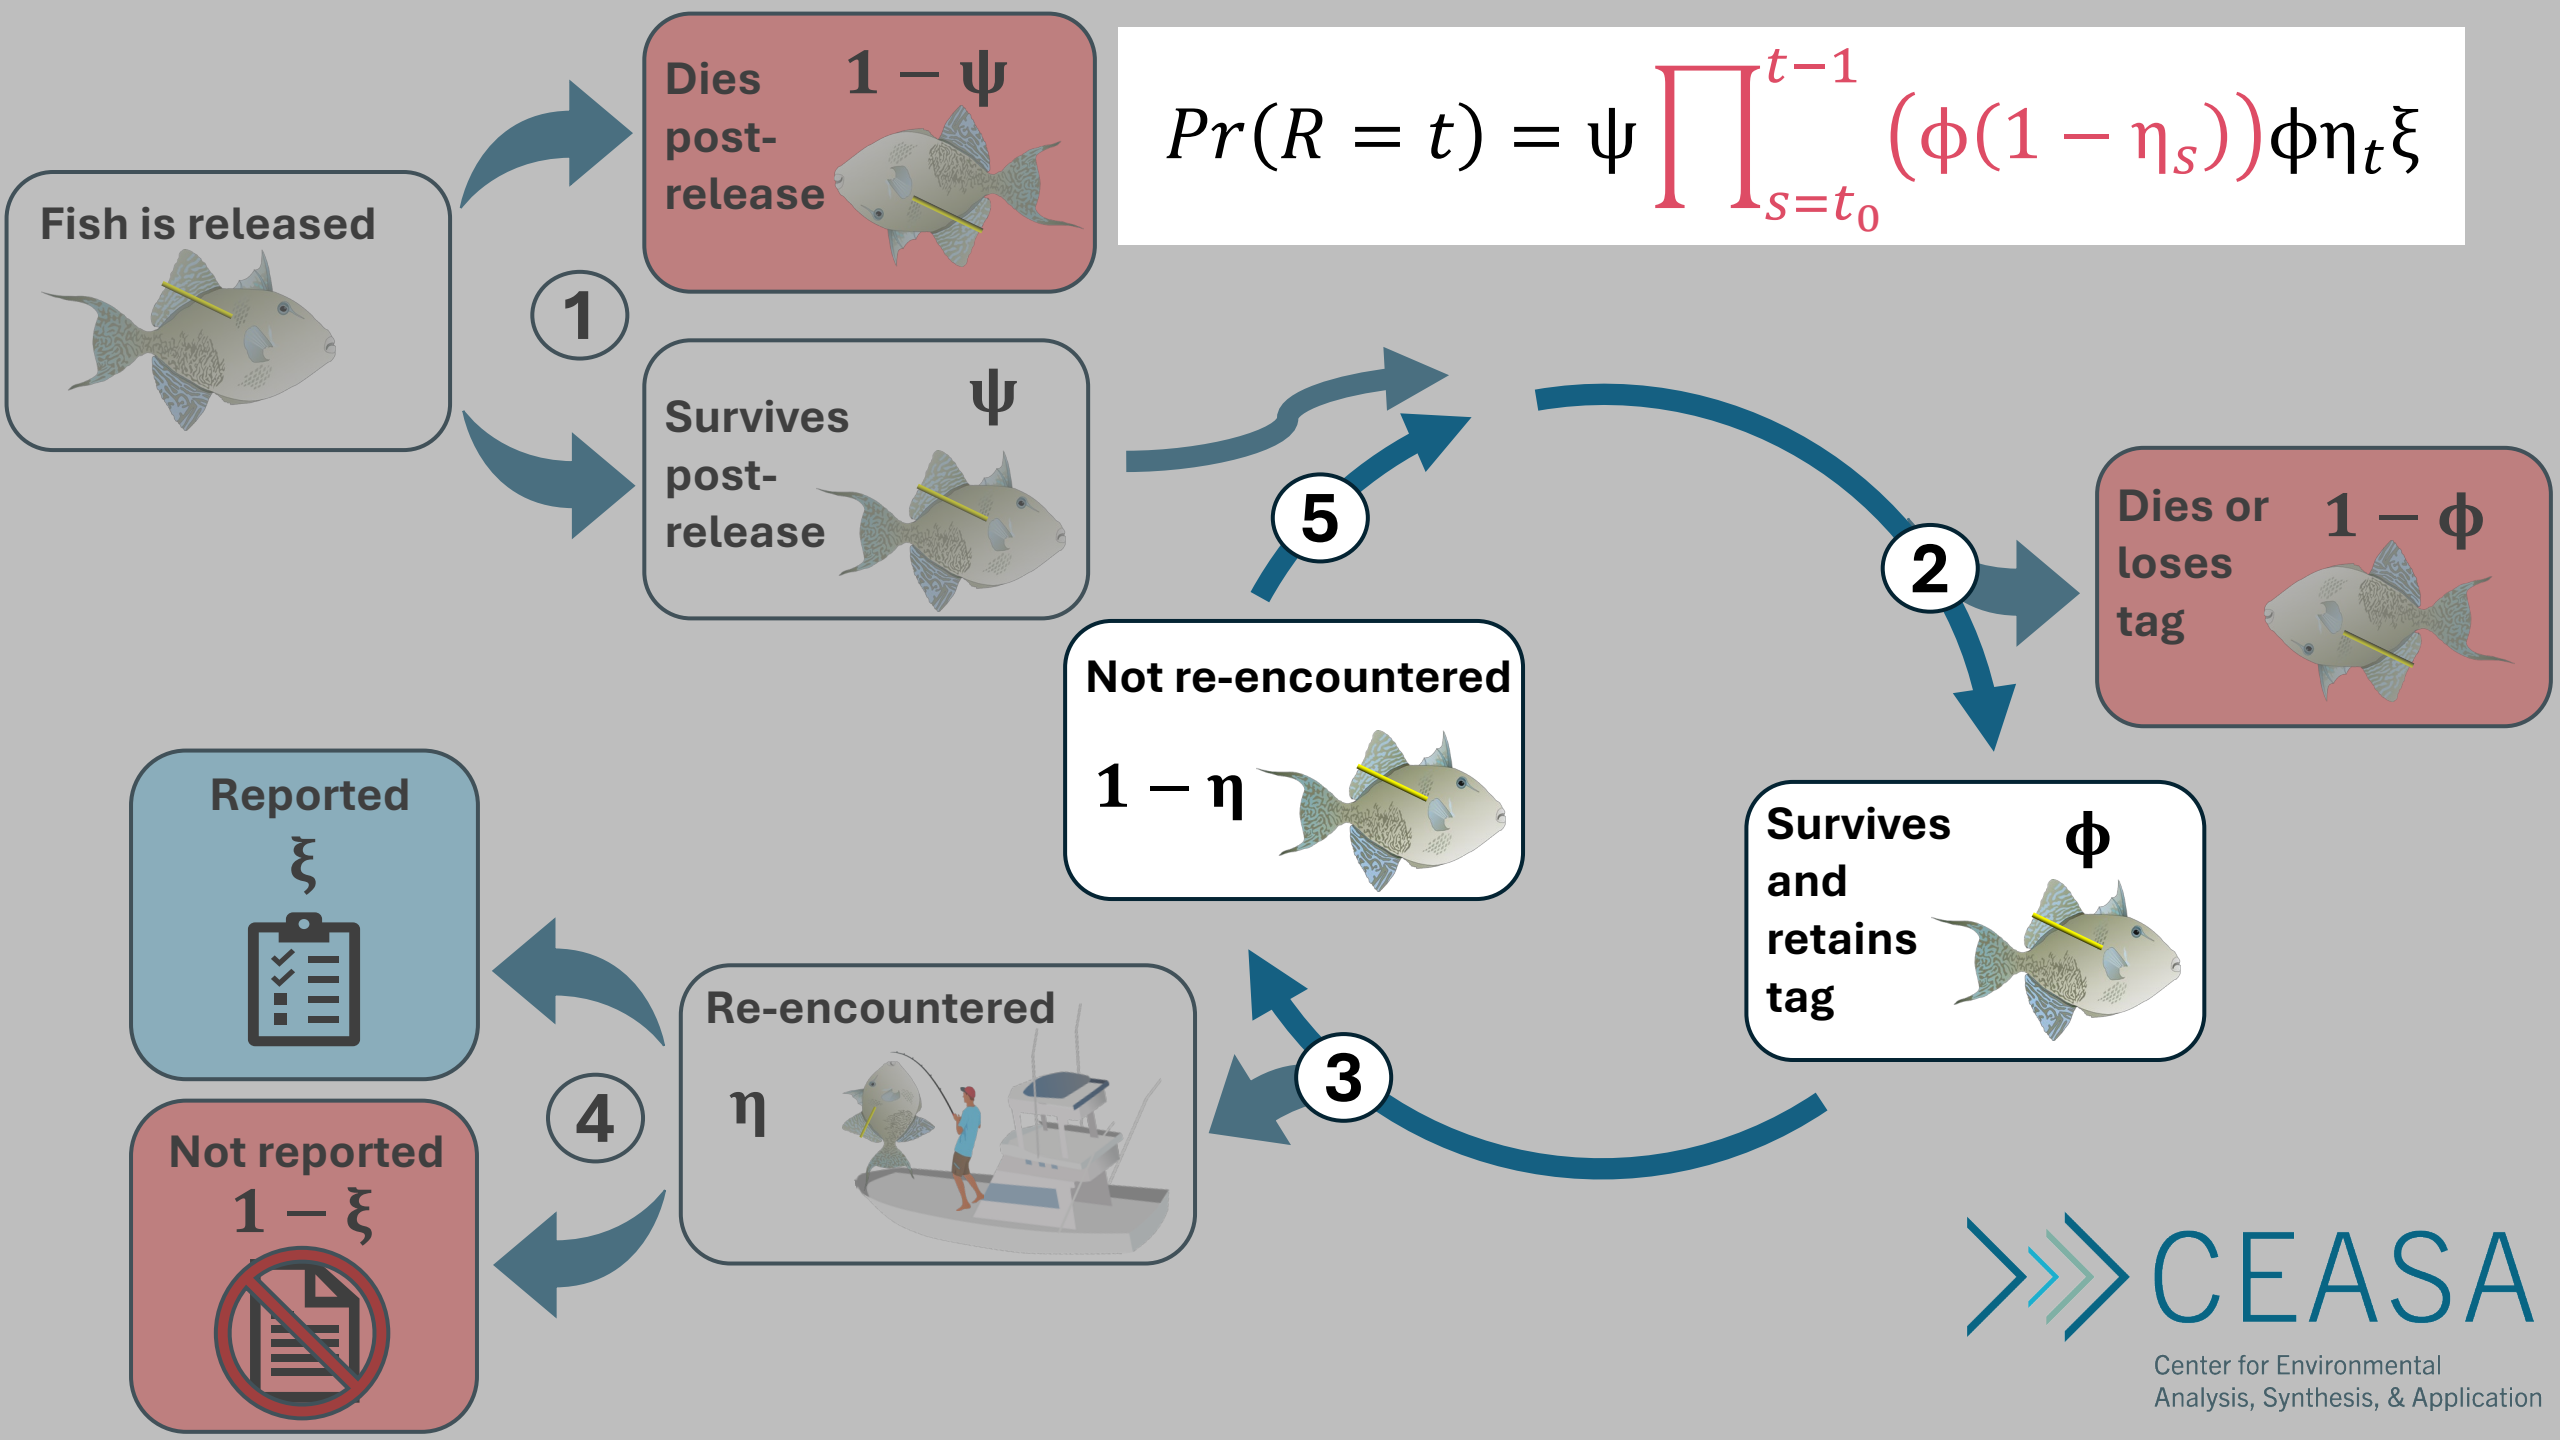 Fish is released
1
Dies
post-
release
1 − ψ
Survives
post-
release
ψ
Pr(R = t) = ψ∏_{s=t₀}^{t−1} (ϕ(1 − η_s))ϕη_tξ
5
2
Dies or
loses
tag
1 − ϕ
Not re-encountered
1 − η
Survives
and
retains
tag
ϕ
3
Re-encountered
η
4
Reported
ξ
Not reported
1 − ξ
CEASA
Center for Environmental
Analysis, Synthesis, & Application